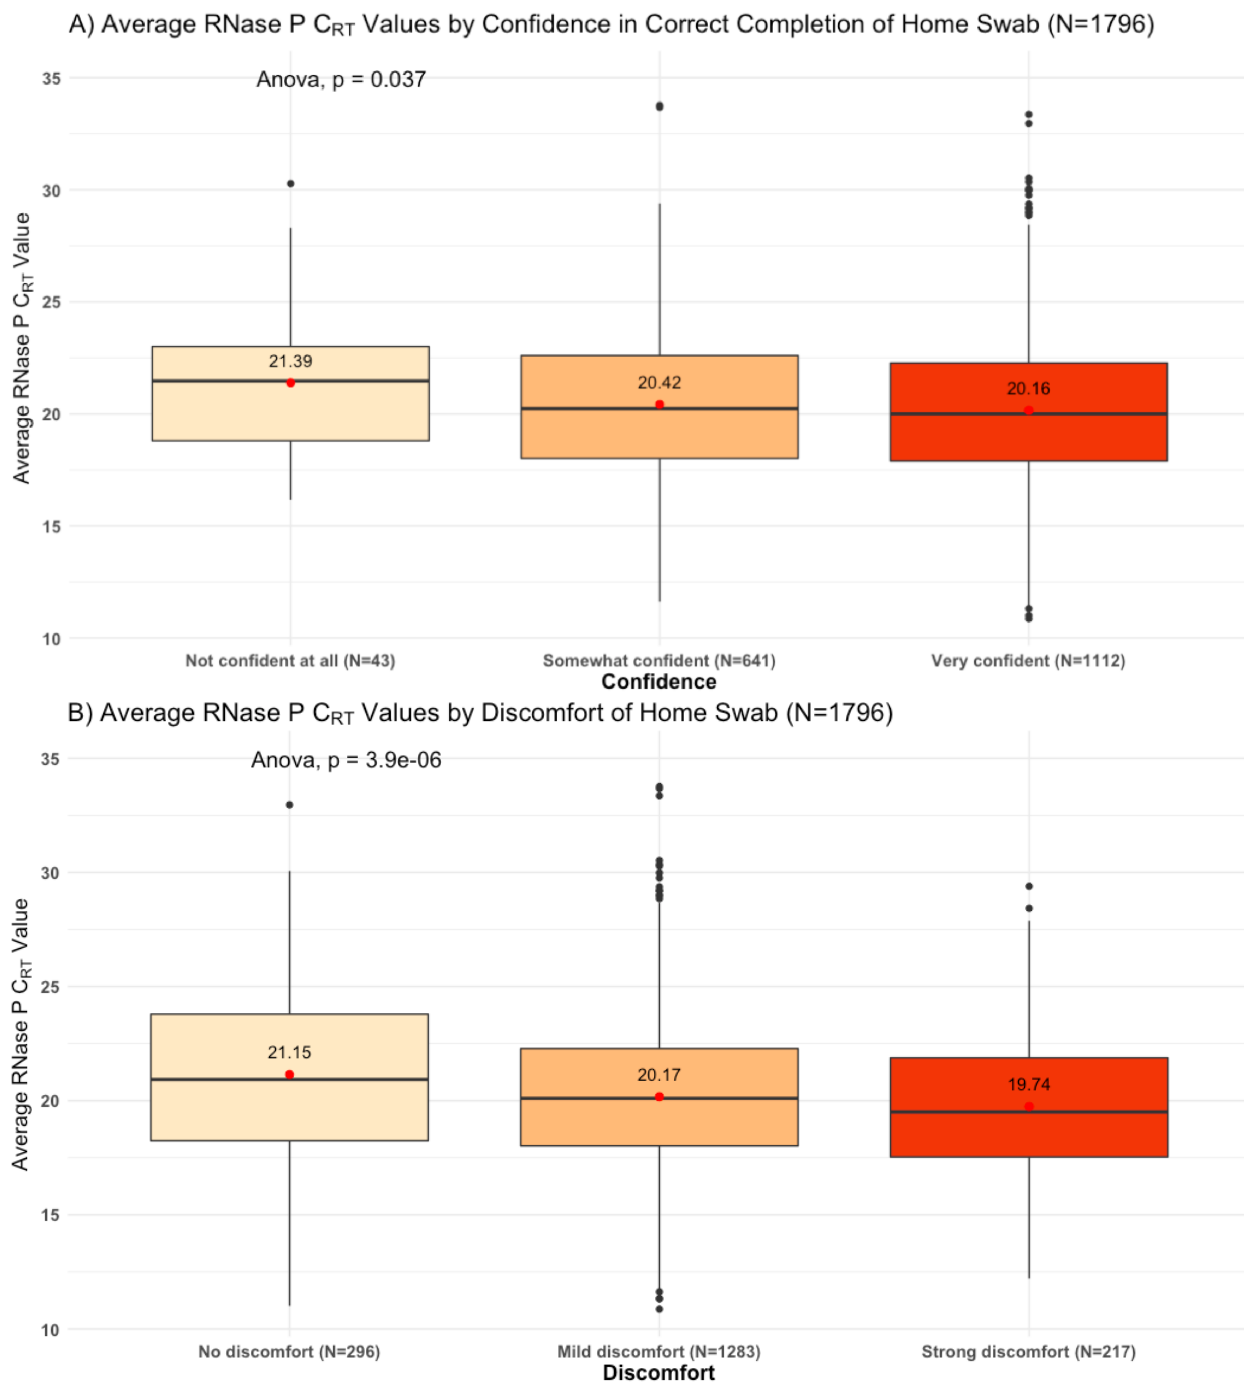 A) Average RNase P CRT Values by Confidence in Correct Completion of Home Swab (N=1796)
Anova, p = 0.037
Average RNase P CRT Value
35
30
25
20
15
10
21.39
20.42
20.16
Not confident at all (N=43)
Somewhat confident (N=641)
Very confident (N=1112)
Confidence
B) Average RNase P CRT Values by Discomfort of Home Swab (N=1796)
Anova, p = 3.9e-06
Average RNase P CRT Value
35
30
25
20
15
10
21.15
20.17
19.74
No discomfort (N=296)
Mild discomfort (N=1283)
Strong discomfort (N=217)
Discomfort